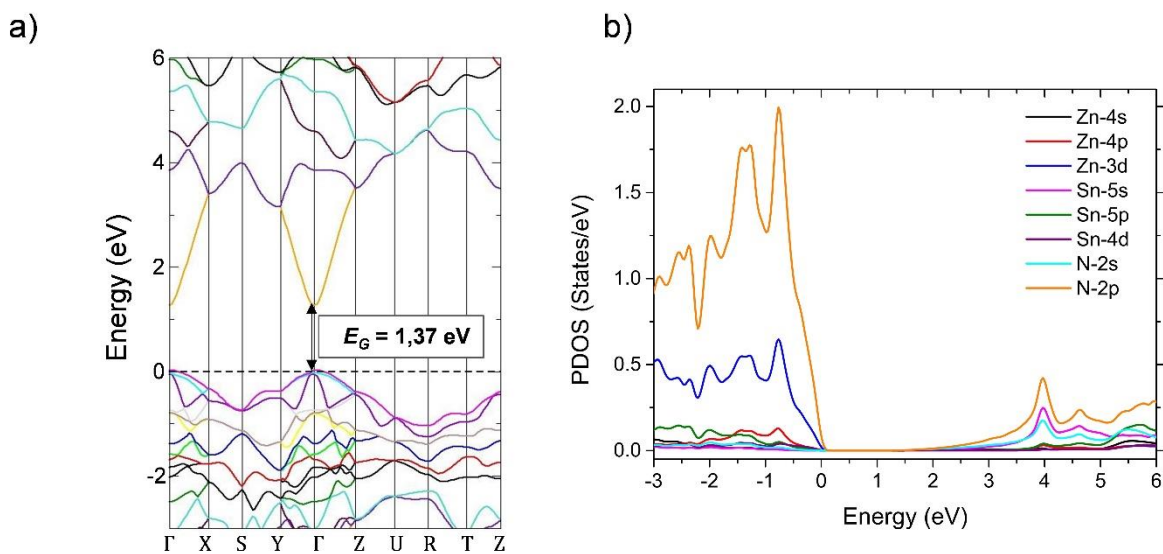 a)
Energy (eV)
6
4
2
0
-2
E_G = 1,37 eV
Γ X S Y Γ Z U R T Z
b)
PDOS (States/eV)
2.0
1.5
1.0
0.5
0.0
Zn-4s
Zn-4p
Zn-3d
Sn-5s
Sn-5p
Sn-4d
N-2s
N-2p
-3 -2 -1 0 1 2 3 4 5 6
Energy (eV)